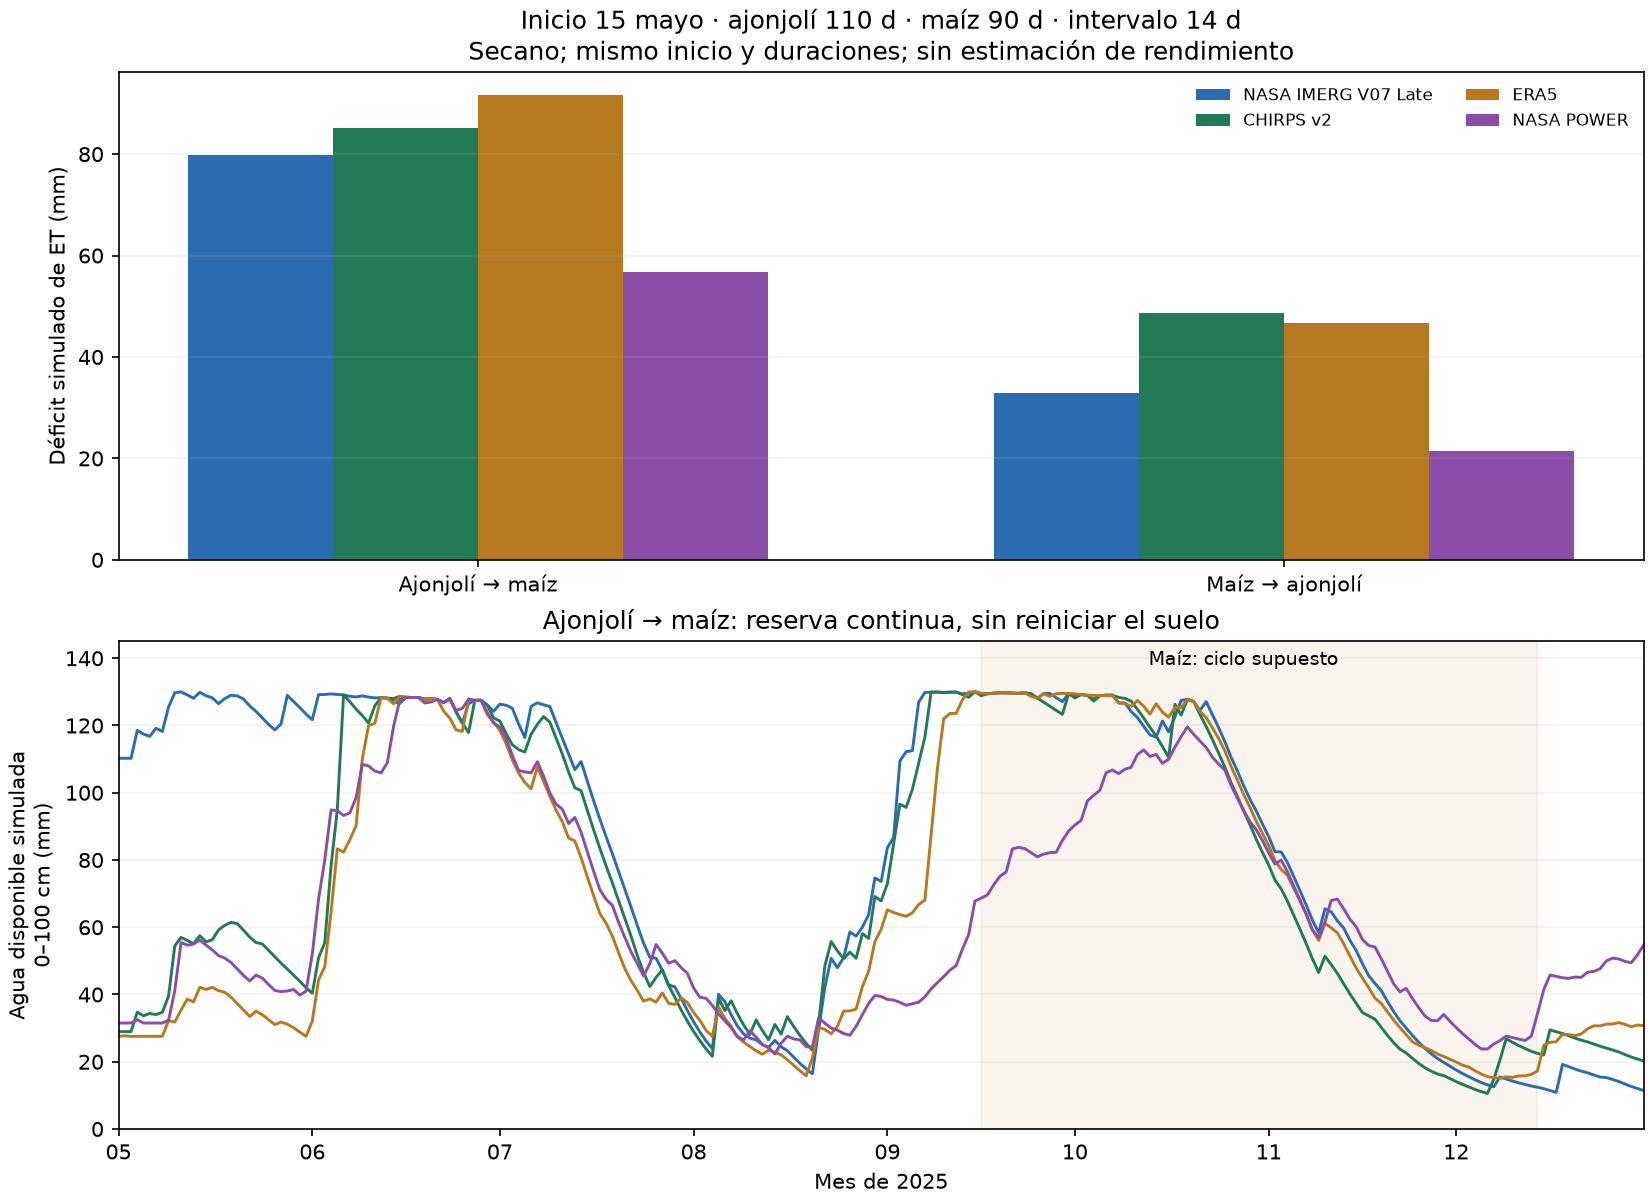 Inicio 15 mayo · ajonjolí 110 d · maíz 90 d · intervalo 14 d
Secano; mismo inicio y duraciones; sin estimación de rendimiento
Déficit simulado de ET (mm)
80
60
40
20
0
NASA IMERG V07 Late
CHIRPS v2
ERA5
NASA POWER
Ajonjolí → maíz
Maíz → ajonjolí
Ajonjolí → maíz: reserva continua, sin reiniciar el suelo
Agua disponible simulada
0–100 cm (mm)
140
120
100
80
60
40
20
0
Maíz: ciclo supuesto
05
06
07
08
09
10
11
12
Mes de 2025